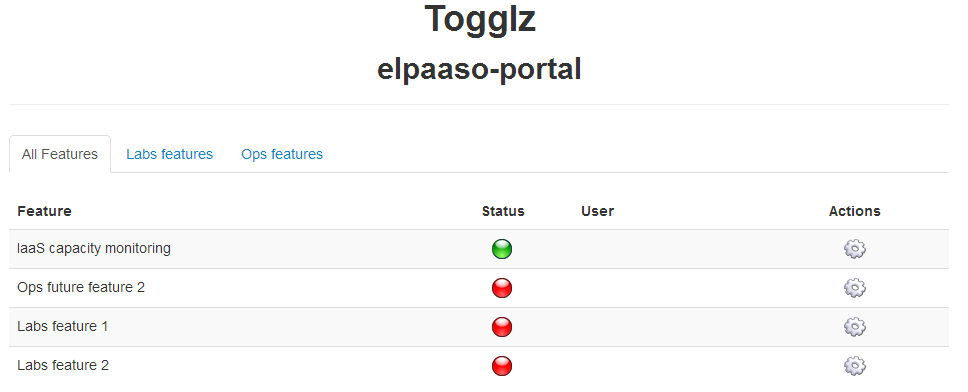 Togglz
elpaaso-portal
All Features Labs features Ops features
Feature Status User Actions
IaaS capacity monitoring
Ops future feature 2
Labs feature 1
Labs feature 2